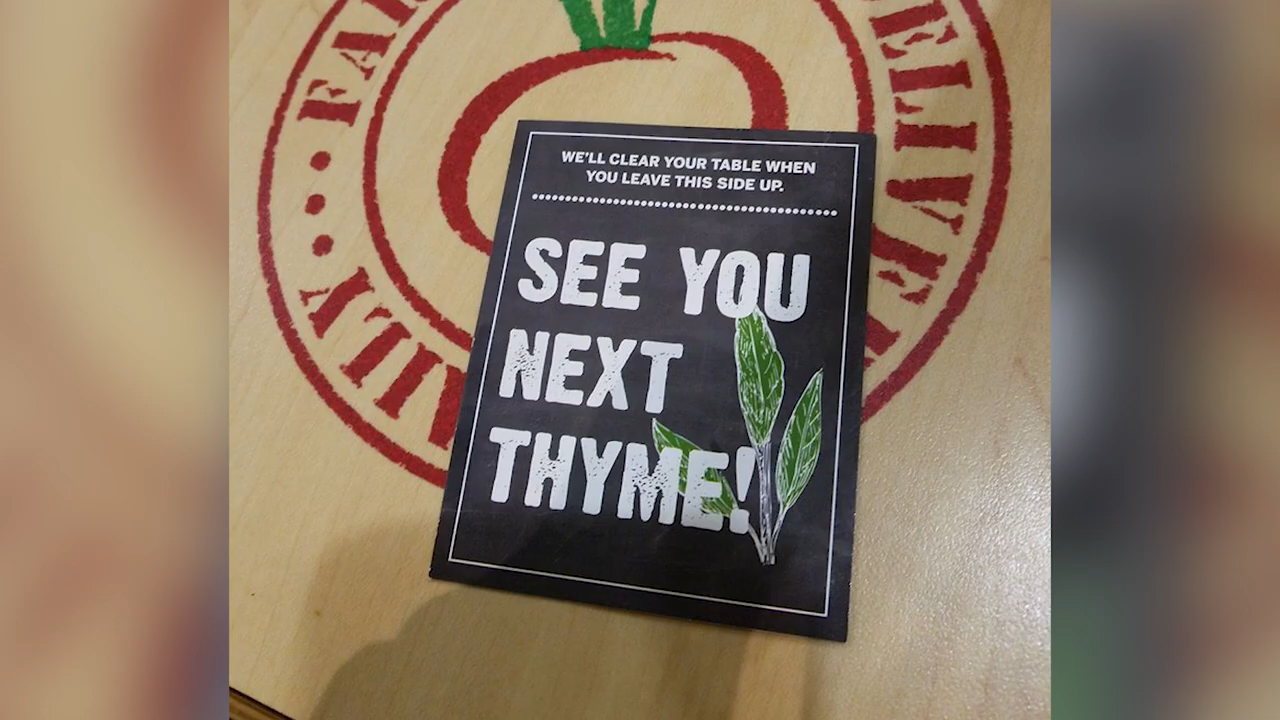 WE'LL CLEAR YOUR TABLE WHEN
YOU LEAVE THIS SIDE UP.
SEE YOU
NEXT
THYME!